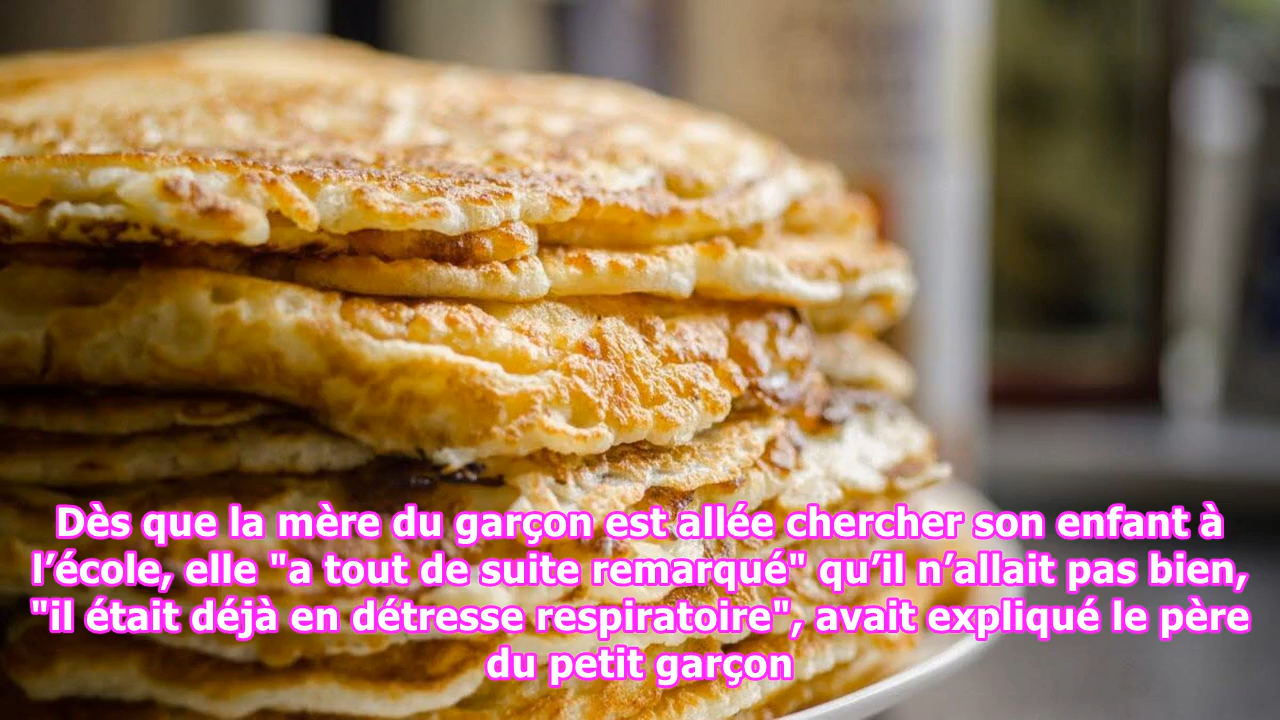 Dès que la mère du garçon est allée chercher son enfant à
l’école, elle "a tout de suite remarqué" qu’il n’allait pas bien,
"il était déjà en détresse respiratoire", avait expliqué le père
du petit garçon